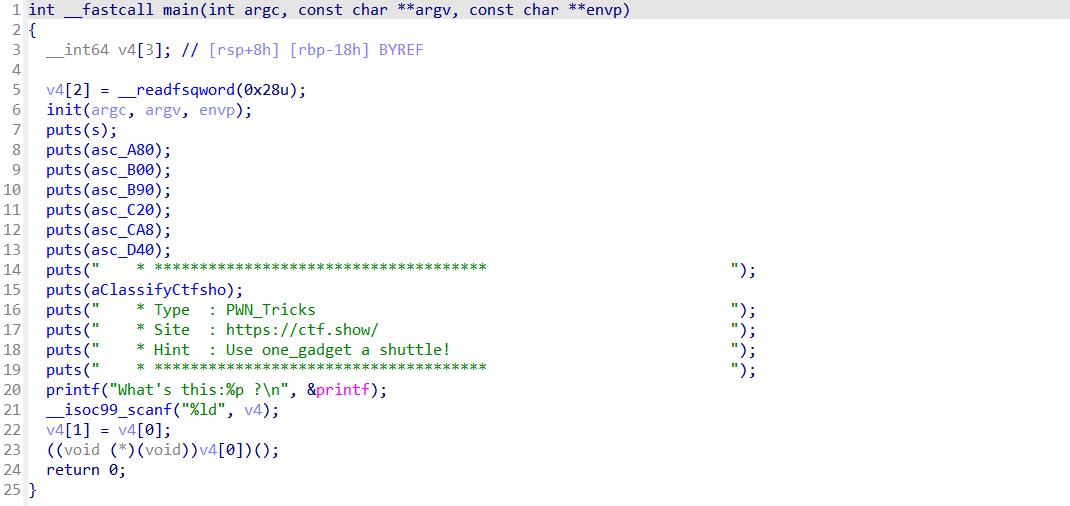 1 int __fastcall main(int argc, const char **argv, const char **envp)
2 {
3   __int64 v4[3]; // [rsp+8h] [rbp-18h] BYREF
4
5   v4[2] = __readfsqword(0x28u);
6   init(argc, argv, envp);
7   puts(s);
8   puts(asc_A80);
9   puts(asc_B00);
10   puts(asc_B90);
11   puts(asc_C20);
12   puts(asc_CA8);
13   puts(asc_D40);
14   puts("    * *************************************                           ");
15   puts(aClassifyCtfsho);
16   puts("    * Type  : PWN_Tricks                                              ");
17   puts("    * Site  : https://ctf.show/                                       ");
18   puts("    * Hint  : Use one_gadget a shuttle!                               ");
19   puts("    * *************************************                           ");
20   printf("What's this:%p ?\n", &printf);
21   __isoc99_scanf("%ld", v4);
22   v4[1] = v4[0];
23   ((void (*)(void))v4[0])();
24   return 0;
25 }